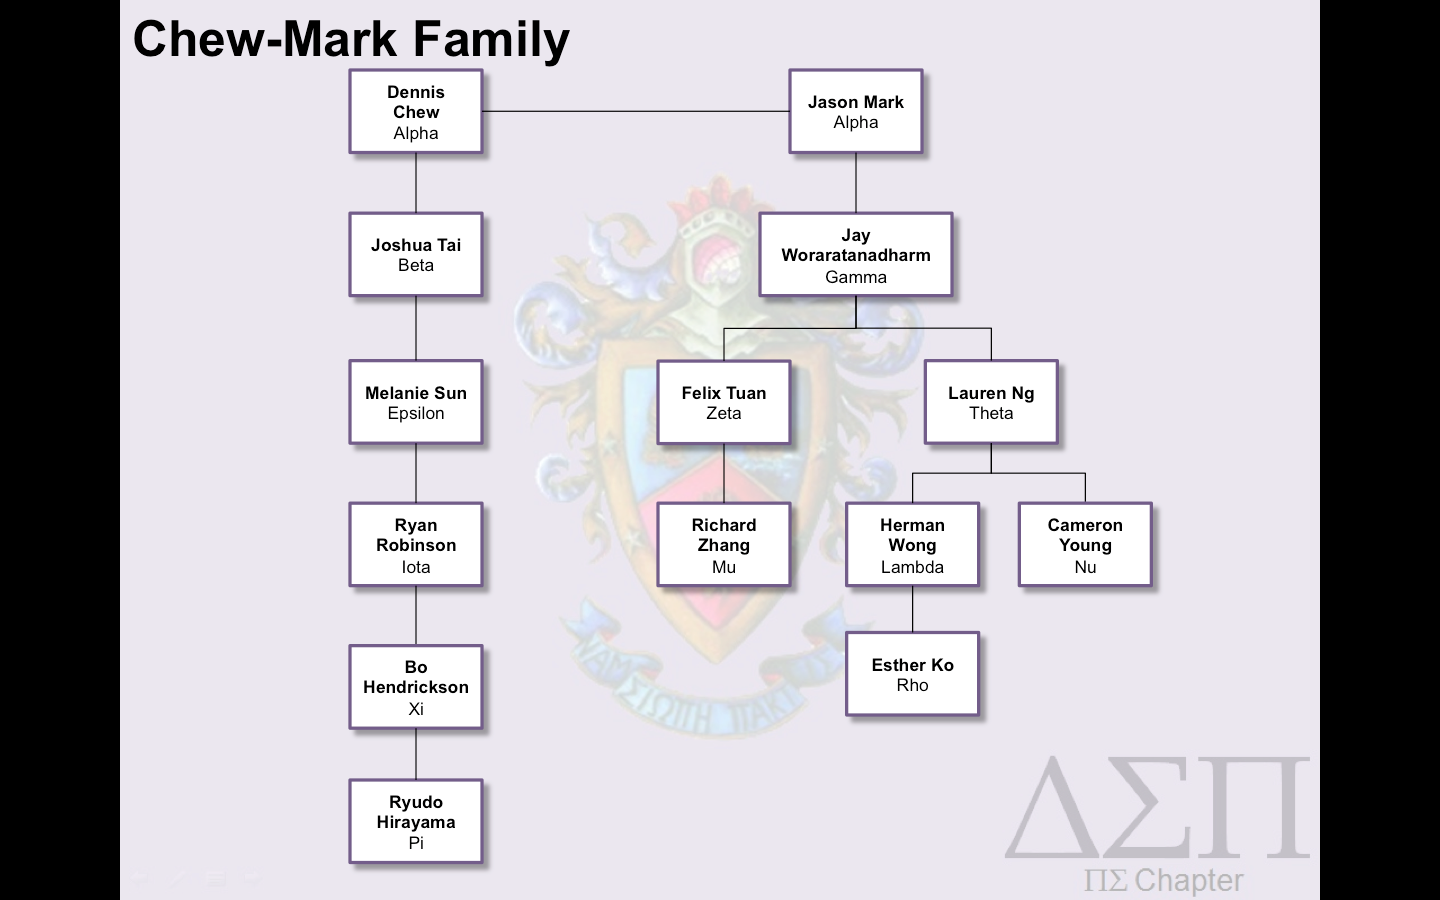 Chew-Mark Family
Dennis
Chew
Alpha
Jason Mark
Alpha
Joshua Tai
Beta
Jay
Woraratanadharm
Gamma
Melanie Sun
Epsilon
Felix Tuan
Zeta
Lauren Ng
Theta
Ryan
Robinson
Iota
Richard
Zhang
Mu
Herman
Wong
Lambda
Cameron
Young
Nu
Bo
Hendrickson
Xi
Esther Ko
Rho
Ryudo
Hirayama
Pi
ΔΣΠ
ΠΣ Chapter